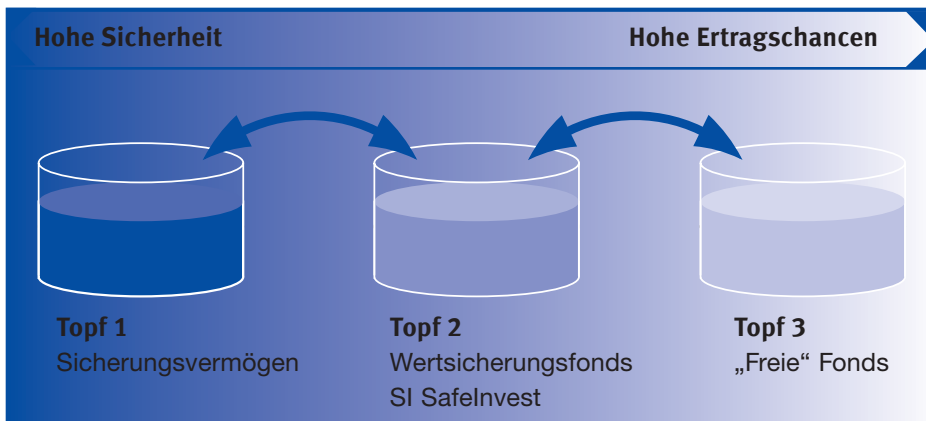 Hohe Sicherheit
Hohe Ertragschancen
Topf 1
Sicherungsvermögen
Topf 2
Wertsicherungsfonds
SI SafeInvest
Topf 3
„Freie“ Fonds